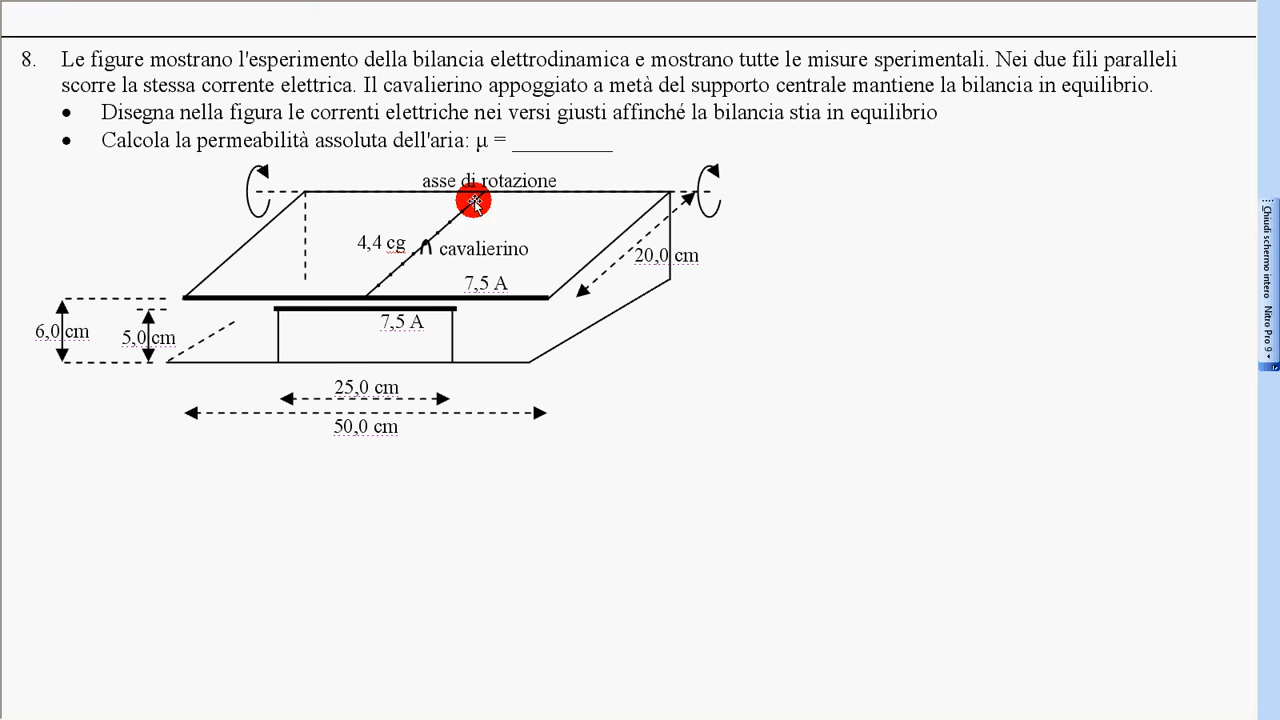 8. Le figure mostrano l'esperimento della bilancia elettrodinamica e mostrano tutte le misure sperimentali. Nei due fili paralleli
scorre la stessa corrente elettrica. Il cavalierino appoggiato a metà del supporto centrale mantiene la bilancia in equilibrio.
• Disegna nella figura le correnti elettriche nei versi giusti affinché la bilancia stia in equilibrio
• Calcola la permeabilità assoluta dell'aria: μ = __________
asse di rotazione
4,4 cg
cavalierino
20,0 cm
7,5 A
7,5 A
6,0 cm
5,0 cm
25,0 cm
50,0 cm
Chiudi schermo intero
Nitro Pro 9